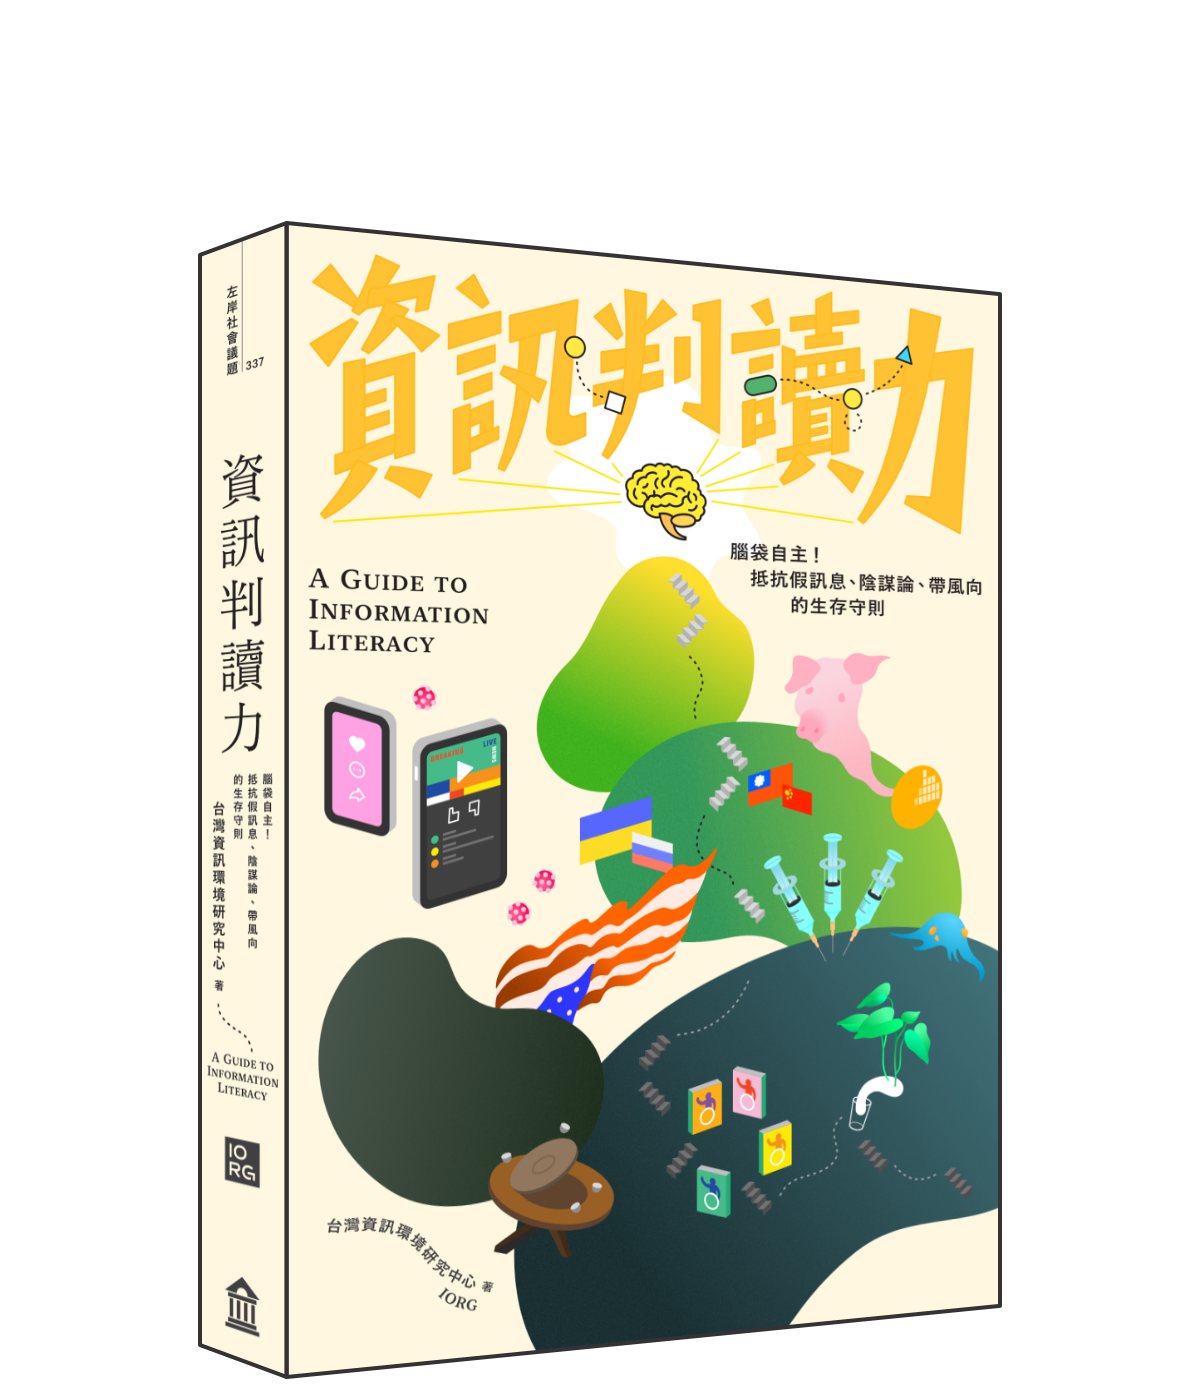 左岸社會議題
337
資訊判讀力
腦袋自主！
抵抗假訊息、陰謀論、帶風向
的生存守則
台灣資訊環境研究中心 著
A GUIDE TO
INFORMATION
LITERACY
IO
RG
資訊判讀力
腦袋自主！
抵抗假訊息、陰謀論、帶風向
的生存守則
A GUIDE TO
INFORMATION
LITERACY
BREAKING
LIVE
NEWS
台灣資訊環境研究中心 著
IORG